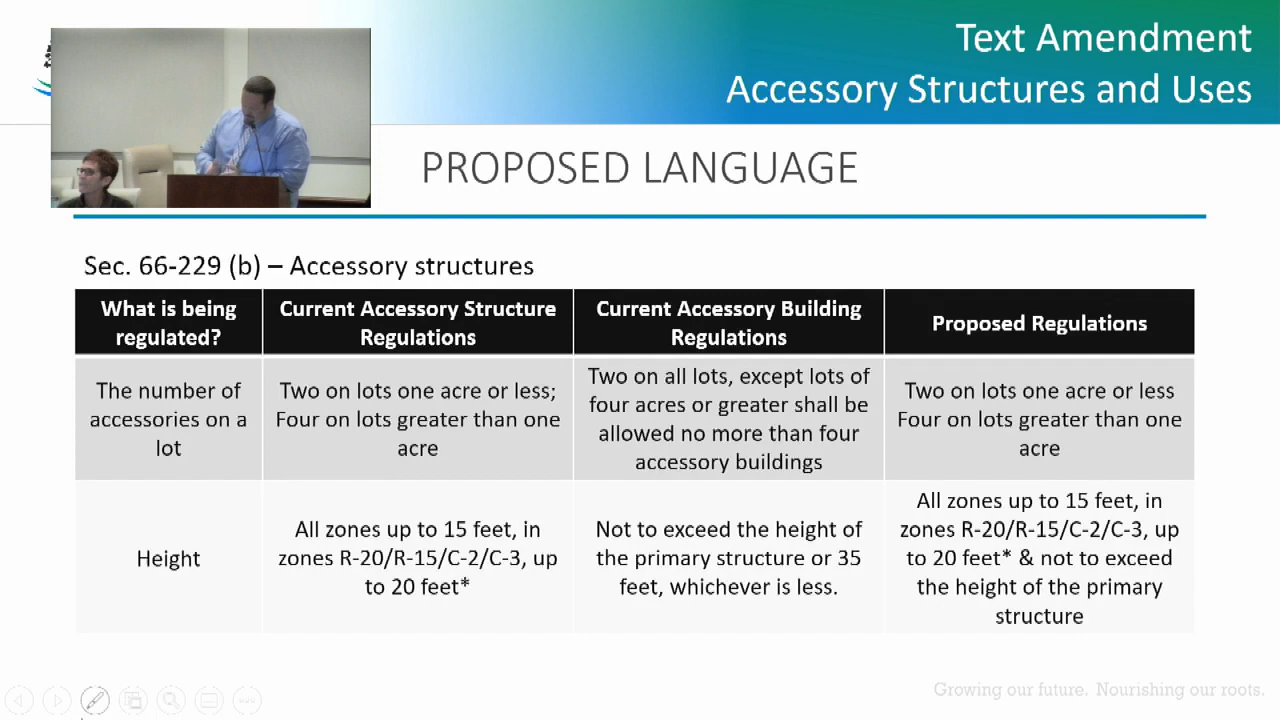 Text Amendment
Accessory Structures and Uses
PROPOSED LANGUAGE
Sec. 66-229 (b) – Accessory structures
What is being
regulated?
Current Accessory Structure
Regulations
Current Accessory Building
Regulations
Proposed Regulations
The number of
accessories on a
lot
Two on lots one acre or less;
Four on lots greater than one
acre
Two on all lots, except lots of
four acres or greater shall be
allowed no more than four
accessory buildings
Two on lots one acre or less
Four on lots greater than one
acre
Height
All zones up to 15 feet, in
zones R-20/R-15/C-2/C-3, up
to 20 feet*
Not to exceed the height of
the primary structure or 35
feet, whichever is less.
All zones up to 15 feet, in
zones R-20/R-15/C-2/C-3, up
to 20 feet* & not to exceed
the height of the primary
structure
Growing our future. Nourishing our roots.